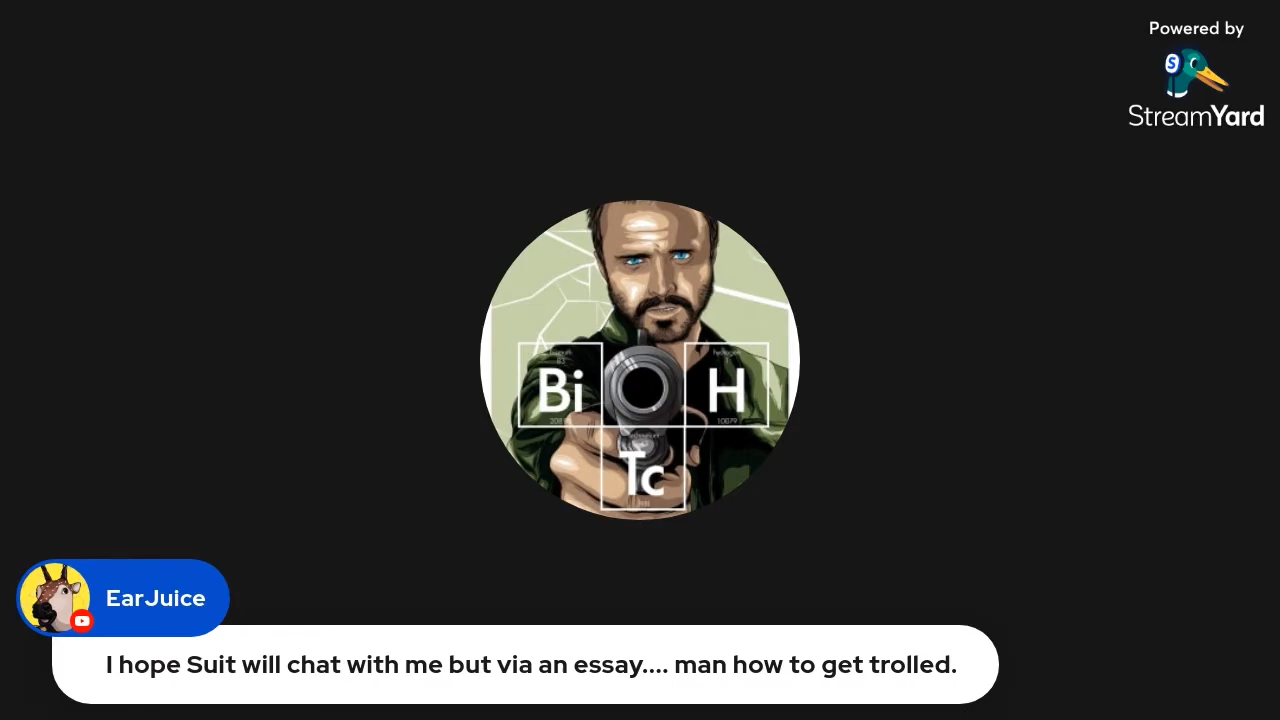 Powered by
StreamYard
Bi
H
Tc
EarJuice
I hope Suit will chat with me but via an essay.... man how to get trolled.